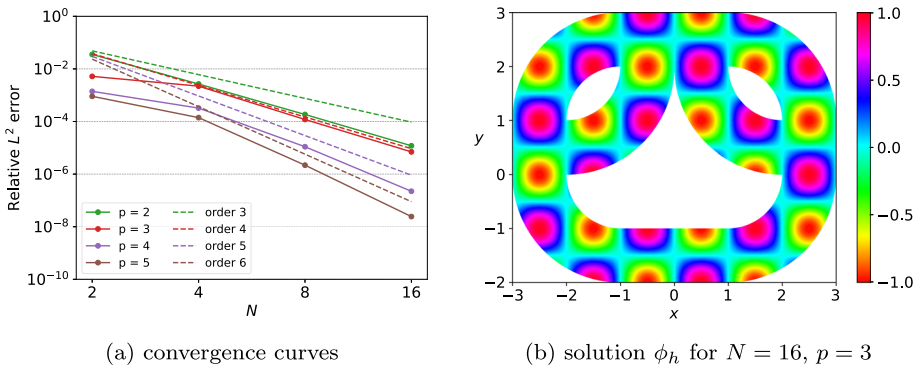 10^0
10^{-2}
10^{-4}
10^{-6}
10^{-8}
10^{-10}
Relative L^2 error
p = 2
p = 3
p = 4
p = 5
order 3
order 4
order 5
order 6
2
4
8
16
N
(a) convergence curves
3
2
1
0
−1
−2
y
−3
−2
−1
0
1
2
3
x
1.0
0.5
0.0
−0.5
−1.0
(b) solution ϕ_h for N = 16, p = 3